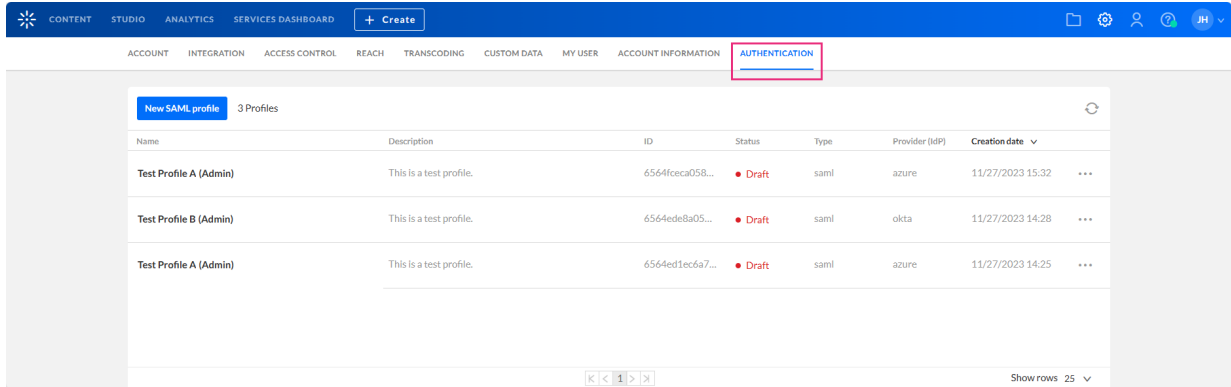 CONTENT STUDIO ANALYTICS SERVICES DASHBOARD + Create JH
ACCOUNT INTEGRATION ACCESS CONTROL REACH TRANSCODING CUSTOM DATA MY USER ACCOUNT INFORMATION AUTHENTICATION
New SAML profile 3 Profiles
Name Description ID Status Type Provider (IdP) Creation date
Test Profile A (Admin) This is a test profile. 6564fceca058... Draft saml azure 11/27/2023 15:32
Test Profile B (Admin) This is a test profile. 6564ede8a05... Draft saml okta 11/27/2023 14:28
Test Profile A (Admin) This is a test profile. 6564ed1ec6a7... Draft saml azure 11/27/2023 14:25
1 Show rows 25